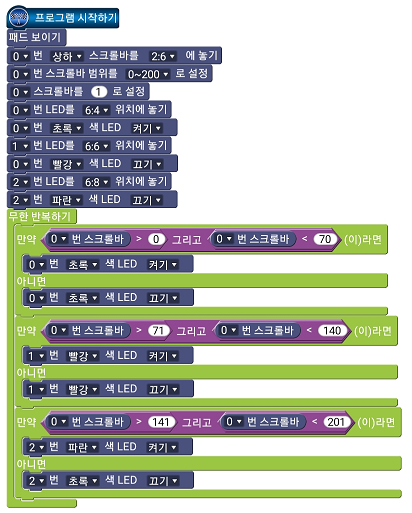 프로그램 시작하기
패드 보이기
0 번 상하 스크롤바를 2:6 에 놓기
0 번 스크롤바 범위를 0~200 로 설정
0 스크롤바를 1 로 설정
0 번 LED를 6:4 위치에 놓기
0 번 초록 색 LED 켜기
1 번 LED를 6:6 위치에 놓기
0 번 빨강 색 LED 끄기
2 번 LED를 6:8 위치에 놓기
2 번 파란 색 LED 끄기
무한 반복하기
만약 0 번 스크롤바 > 0 그리고 0 번 스크롤바 < 70 (이)라면
0 번 초록 색 LED 켜기
아니면
0 번 초록 색 LED 끄기
만약 0 번 스크롤바 > 71 그리고 0 번 스크롤바 < 140 (이)라면
1 번 빨강 색 LED 켜기
아니면
1 번 빨강 색 LED 끄기
만약 0 번 스크롤바 > 141 그리고 0 번 스크롤바 < 201 (이)라면
2 번 파란 색 LED 켜기
아니면
2 번 초록 색 LED 끄기